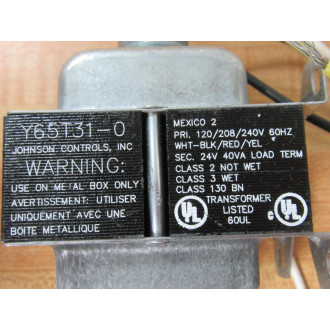 Y65T31-0
JOHNSON CONTROLS, INC
WARNING:
USE ON METAL BOX ONLY
AVERTISSEMENT: UTILISER
UNIQUEMENT AVEC UNE
BOITE METALLIQUE
MEXICO 2
PRI. 120/208/240V 60HZ
WHT-BLK/RED/YEL
SEC. 24V 40VA LOAD TERM
CLASS 2 NOT WET
CLASS 3 WET
CLASS 130 BN
UL TRANSFORMER C UL
LISTED
60UL